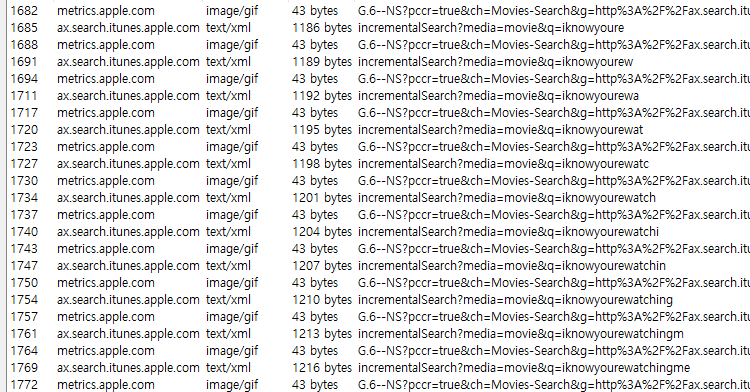 1682 metrics.apple.com image/gif 43 bytes G.6--NS?pccr=true&ch=Movies-Search&g=http%3A%2F%2Fax.search.itu
1685 ax.search.itunes.apple.com text/xml 1186 bytes incrementalSearch?media=movie&q=iknowyoure
1688 metrics.apple.com image/gif 43 bytes G.6--NS?pccr=true&ch=Movies-Search&g=http%3A%2F%2Fax.search.itu
1691 ax.search.itunes.apple.com text/xml 1189 bytes incrementalSearch?media=movie&q=iknowyourew
1694 metrics.apple.com image/gif 43 bytes G.6--NS?pccr=true&ch=Movies-Search&g=http%3A%2F%2Fax.search.itu
1711 ax.search.itunes.apple.com text/xml 1192 bytes incrementalSearch?media=movie&q=iknowyourewa
1717 metrics.apple.com image/gif 43 bytes G.6--NS?pccr=true&ch=Movies-Search&g=http%3A%2F%2Fax.search.itu
1720 ax.search.itunes.apple.com text/xml 1195 bytes incrementalSearch?media=movie&q=iknowyourewat
1723 metrics.apple.com image/gif 43 bytes G.6--NS?pccr=true&ch=Movies-Search&g=http%3A%2F%2Fax.search.itu
1727 ax.search.itunes.apple.com text/xml 1198 bytes incrementalSearch?media=movie&q=iknowyourewatc
1730 metrics.apple.com image/gif 43 bytes G.6--NS?pccr=true&ch=Movies-Search&g=http%3A%2F%2Fax.search.itu
1734 ax.search.itunes.apple.com text/xml 1201 bytes incrementalSearch?media=movie&q=iknowyourewatch
1737 metrics.apple.com image/gif 43 bytes G.6--NS?pccr=true&ch=Movies-Search&g=http%3A%2F%2Fax.search.itu
1740 ax.search.itunes.apple.com text/xml 1204 bytes incrementalSearch?media=movie&q=iknowyourewatchi
1743 metrics.apple.com image/gif 43 bytes G.6--NS?pccr=true&ch=Movies-Search&g=http%3A%2F%2Fax.search.itu
1747 ax.search.itunes.apple.com text/xml 1207 bytes incrementalSearch?media=movie&q=iknowyourewatchin
1750 metrics.apple.com image/gif 43 bytes G.6--NS?pccr=true&ch=Movies-Search&g=http%3A%2F%2Fax.search.itu
1754 ax.search.itunes.apple.com text/xml 1210 bytes incrementalSearch?media=movie&q=iknowyourewatching
1757 metrics.apple.com image/gif 43 bytes G.6--NS?pccr=true&ch=Movies-Search&g=http%3A%2F%2Fax.search.itu
1761 ax.search.itunes.apple.com text/xml 1213 bytes incrementalSearch?media=movie&q=iknowyourewatchingm
1764 metrics.apple.com image/gif 43 bytes G.6--NS?pccr=true&ch=Movies-Search&g=http%3A%2F%2Fax.search.itu
1769 ax.search.itunes.apple.com text/xml 1216 bytes incrementalSearch?media=movie&q=iknowyourewatchingme
1772 metrics.apple.com image/gif 43 bytes G.6--NS?pccr=true&ch=Movies-Search&g=http%3A%2F%2Fax.search.itu